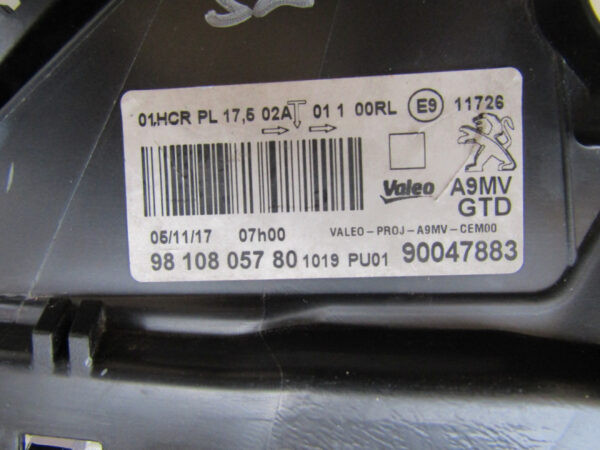 01.HCR PL 17,5 02A 01 1 00RL E9 11726
Valeo A9MV
GTD
05/11/17 07h00 VALEO-PROJ-A9MV-CEM00
98 108 057 80 1019 PU01 90047883